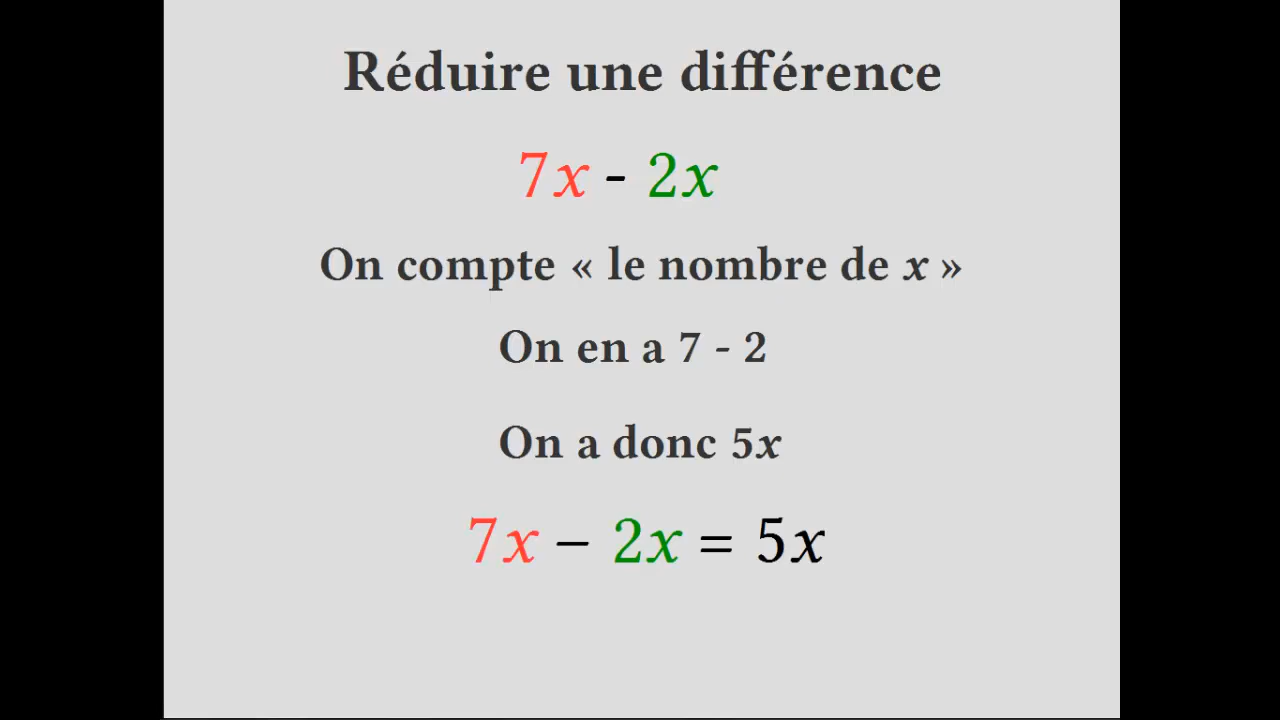 Réduire une différence
7x - 2x
On compte « le nombre de x »
On en a 7 - 2
On a donc 5x
7x – 2x = 5x